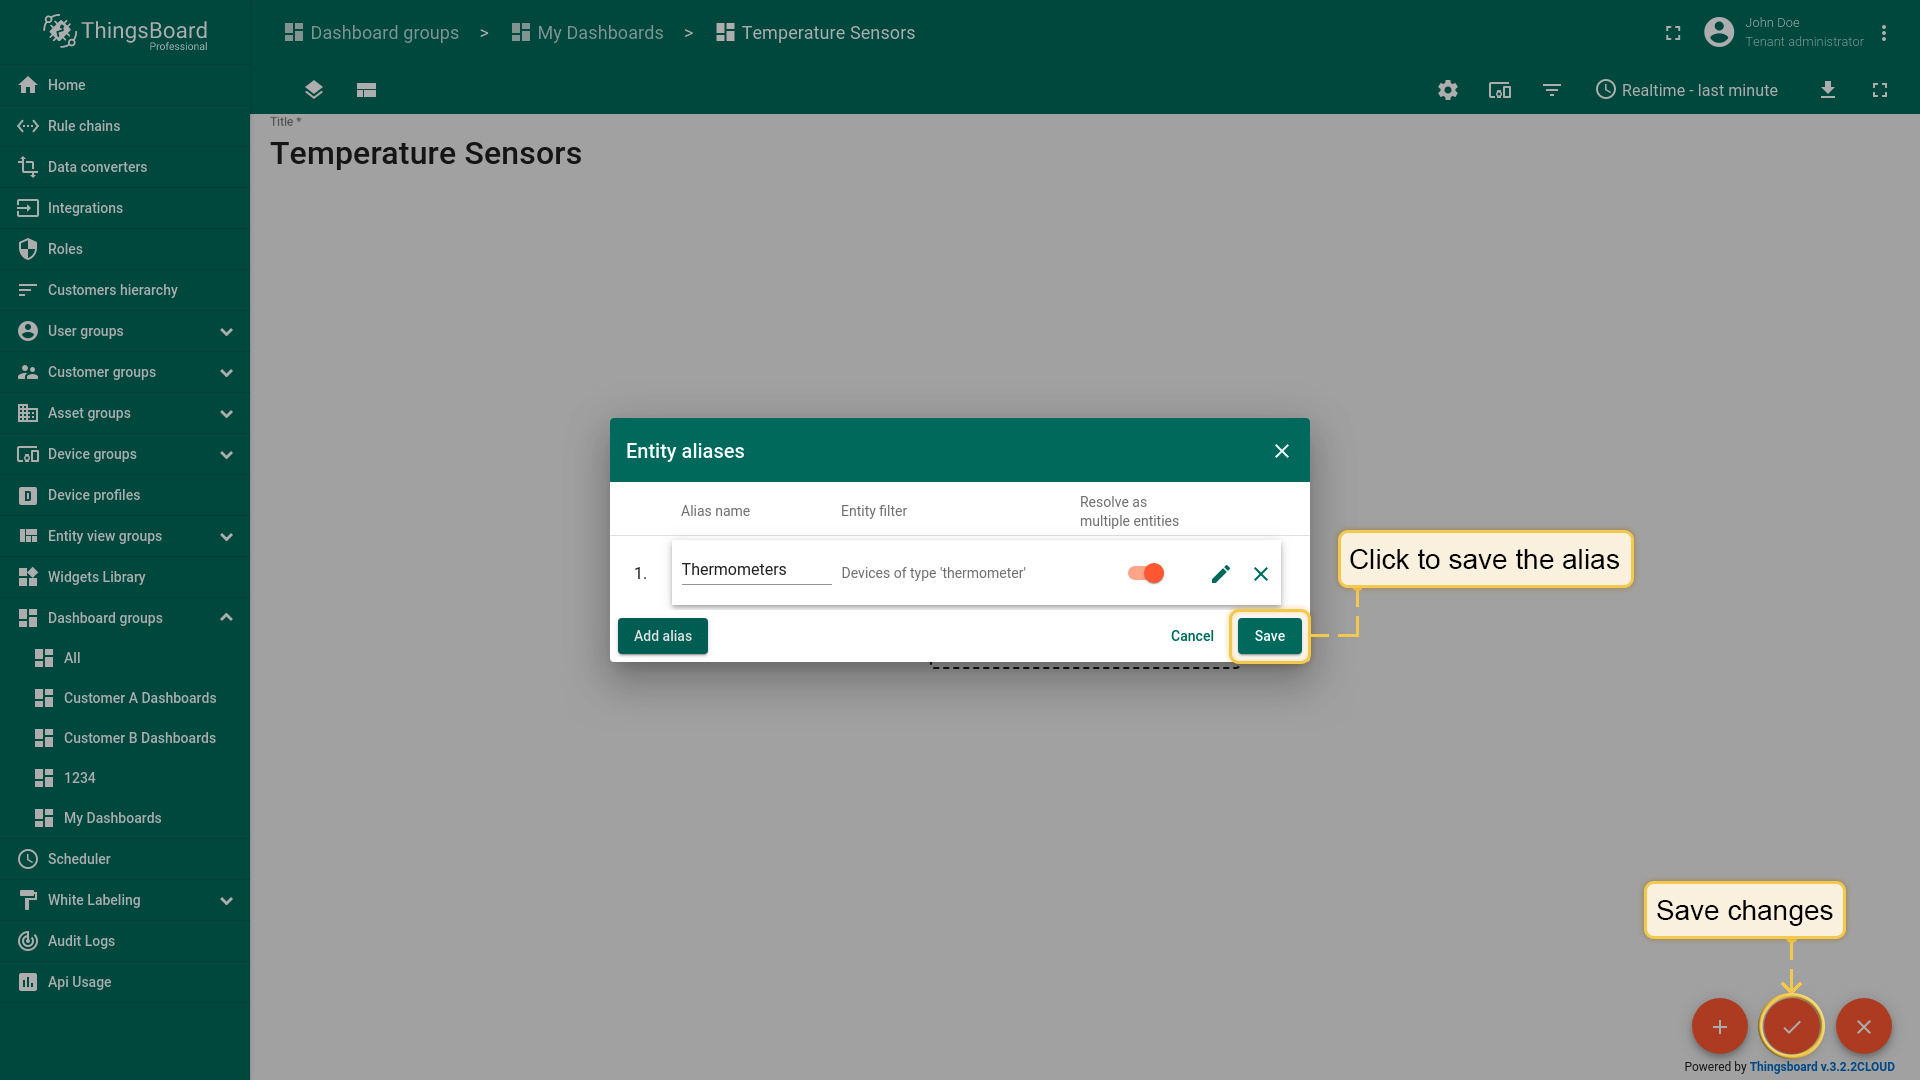 ThingsBoard
Professional
Dashboard groups > My Dashboards > Temperature Sensors
John Doe
Tenant administrator
Realtime - last minute
Home
Rule chains
Data converters
Integrations
Roles
Customers hierarchy
User groups
Customer groups
Asset groups
Device groups
Device profiles
Entity view groups
Widgets Library
Dashboard groups
All
Customer A Dashboards
Customer B Dashboards
1234
My Dashboards
Scheduler
White Labeling
Audit Logs
Api Usage
Title *
Temperature Sensors
Entity aliases
Alias name
Entity filter
Resolve as
multiple entities
1.
Thermometers
Devices of type 'thermometer'
Add alias
Cancel
Save
Click to save the alias
Save changes
Powered by Thingsboard v.3.2.2CLOUD